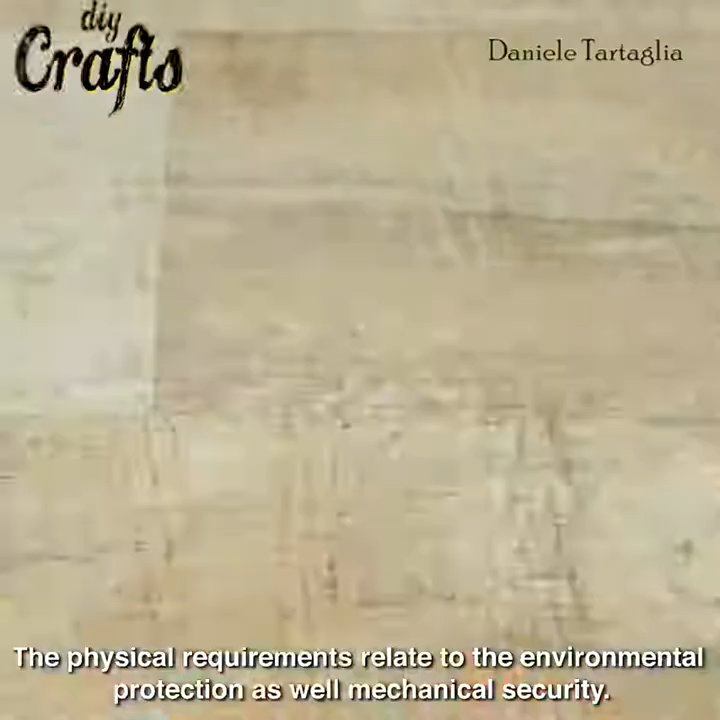 diy
Crafts
Daniele Tartaglia
The physical requirements relate to the environmental
protection as well mechanical security.